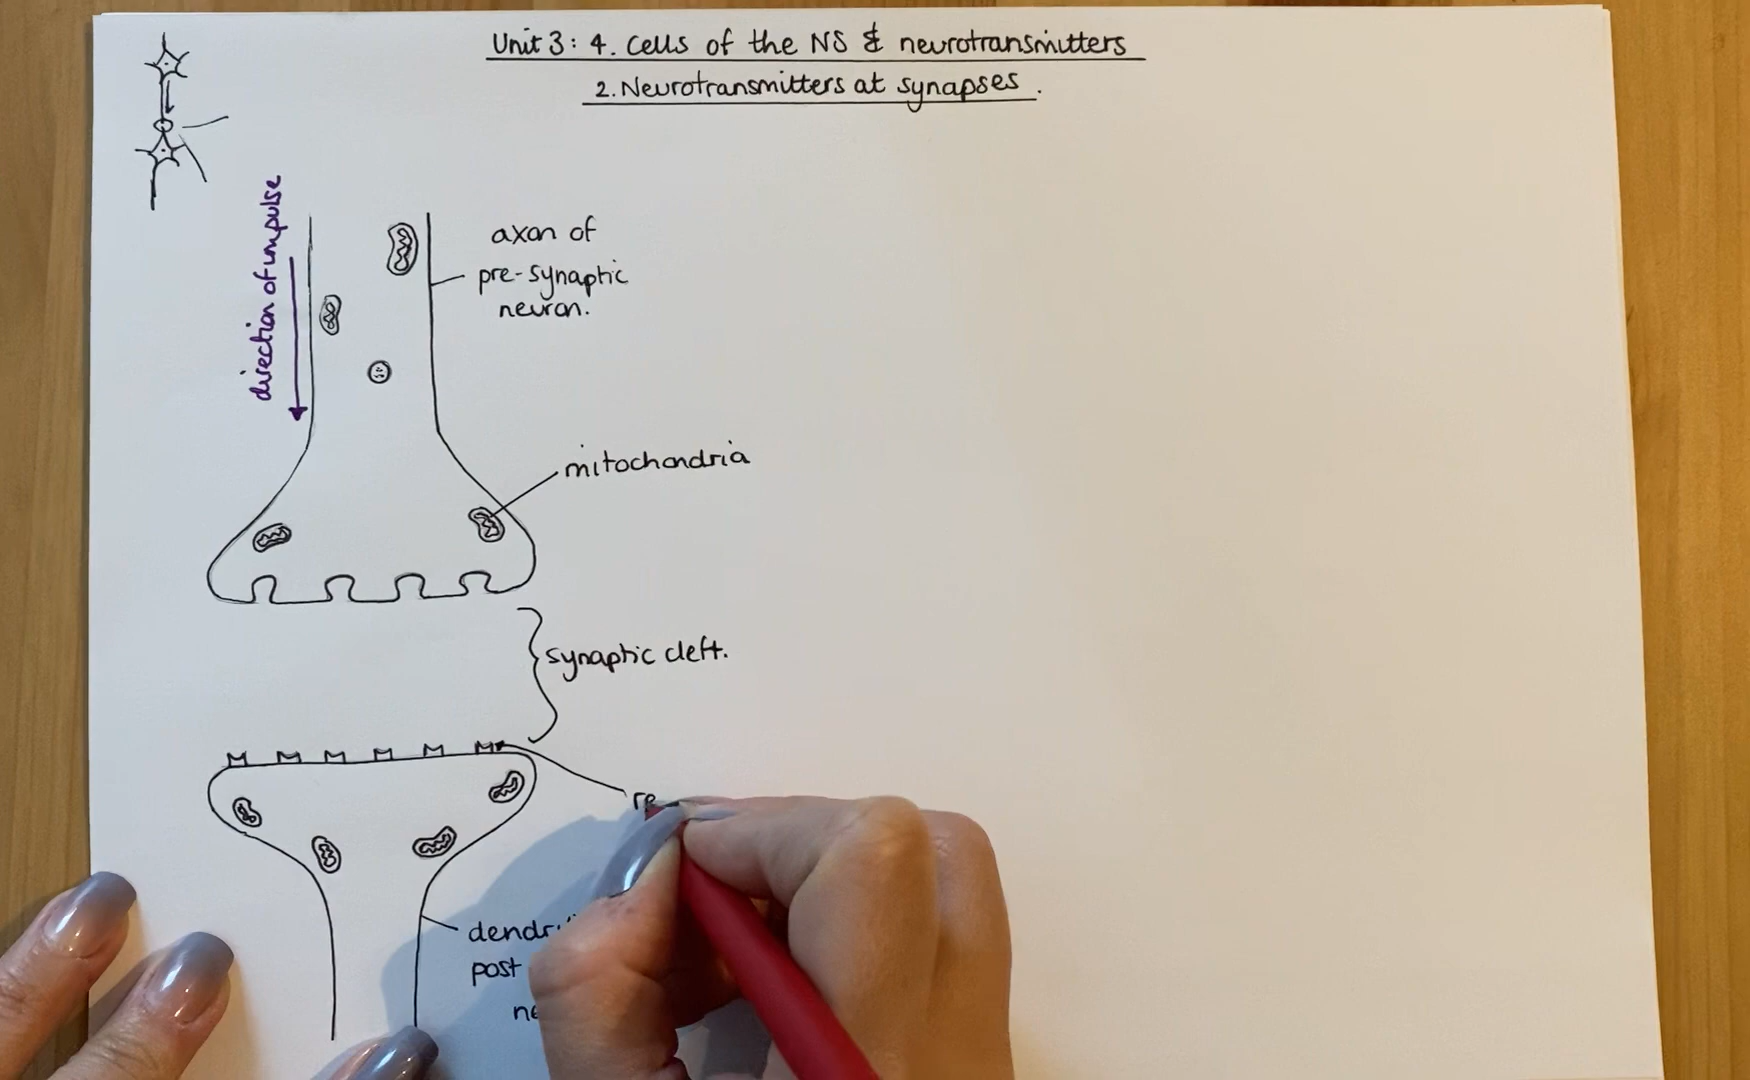 Unit 3: 4. Cells of the NS & neurotransmitters
2. Neurotransmitters at synapses.
direction of impulse
axon of
pre-synaptic
neuron.
mitochondria
synaptic cleft.
re
post